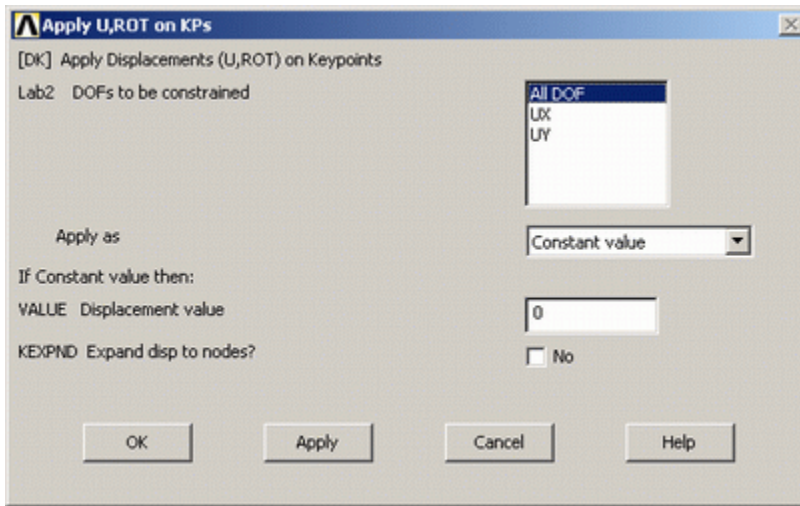 Apply U,ROT on KPs
[DK] Apply Displacements (U,ROT) on Keypoints
Lab2 DOFs to be constrained
All DOF
UX
UY
Apply as
Constant value
If Constant value then:
VALUE Displacement value
0
KEXPND Expand disp to nodes?
No
OK
Apply
Cancel
Help